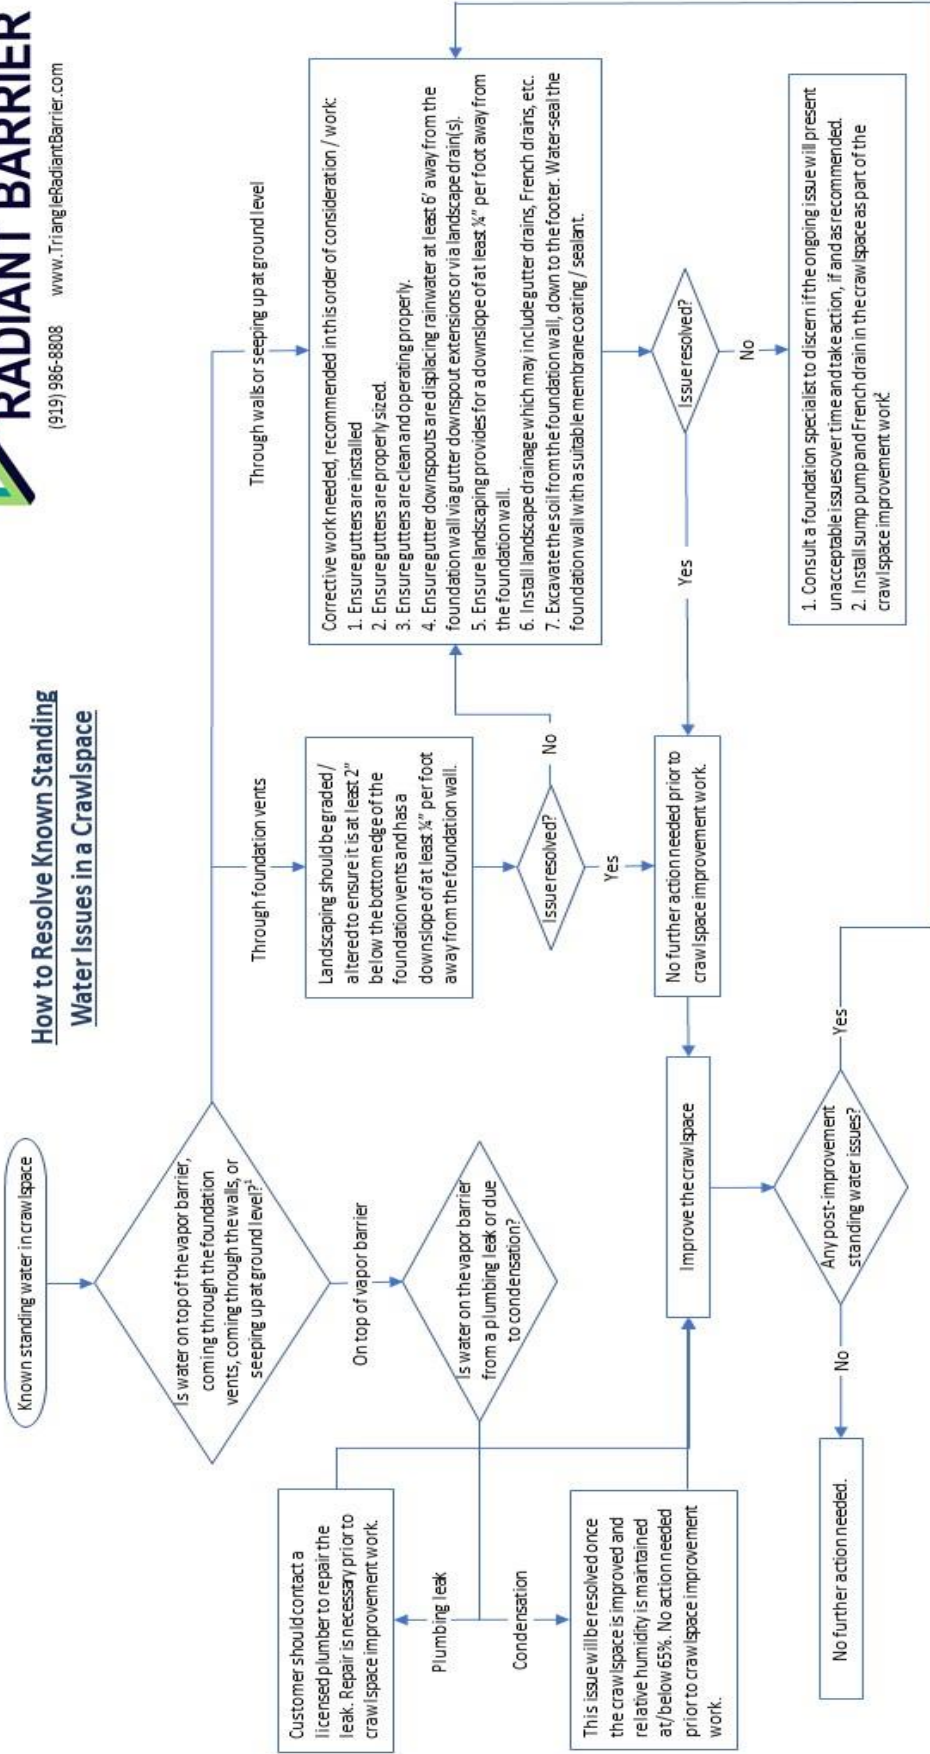 RADIANT BARRIER
(919) 986-8808 www.TriangleRadiantBarrier.com
How to Resolve Known Standing
Water Issues in a Crawlspace
Known standing water in crawlspace
Is water on top of the vapor barrier,
coming through the foundation
vents, coming through the walls, or
seeping up at ground level?¹
On top of vapor barrier
Through foundation vents
Through walls or seeping up at ground level
Is water on the vapor barrier
from a plumbing leak or due
to condensation?
Plumbing leak
Condensation
Customer should contact a
licensed plumber to repair the
leak. Repair is necessary prior to
crawlspace improvement work.
This issue will be resolved once
the crawlspace is improved and
relative humidity is maintained
at/below 65%. No action needed
prior to crawlspace improvement
work.
Landscaping should be graded/
altered to ensure it is at least 2"
below the bottom edge of the
foundation vents and has a
downslope of at least ¼" per foot
away from the foundation wall.
Issue resolved?
No
Yes
Corrective work needed, recommended in this order of consideration / work:
1. Ensure gutters are installed
2. Ensure gutters are properly sized.
3. Ensure gutters are clean and operating properly.
4. Ensure gutter downspouts are displacing rainwater at least 6' away from the
foundation wall via gutter downspout extensions or via landscape drain(s).
5. Ensure landscaping provides for a downslope of at least ¼" per foot away from
the foundation wall.
6. Install landscape drainage which may include gutter drains, French drains, etc.
7. Excavate the soil from the foundation wall, down to the footer. Water-seal the
foundation wall with a suitable membrane coating / sealant.
Issue resolved?
Yes
No
1. Consult a foundation specialist to discern if the ongoing issue will present
unacceptable issues over time and take action, if and as recommended.
2. Install sump pump and French drain in the crawlspace as part of the
crawlspace improvement work²
No further action needed prior to
crawlspace improvement work.
Improve the crawlspace
Any post-improvement
standing water issues?
Yes
No
No further action needed.